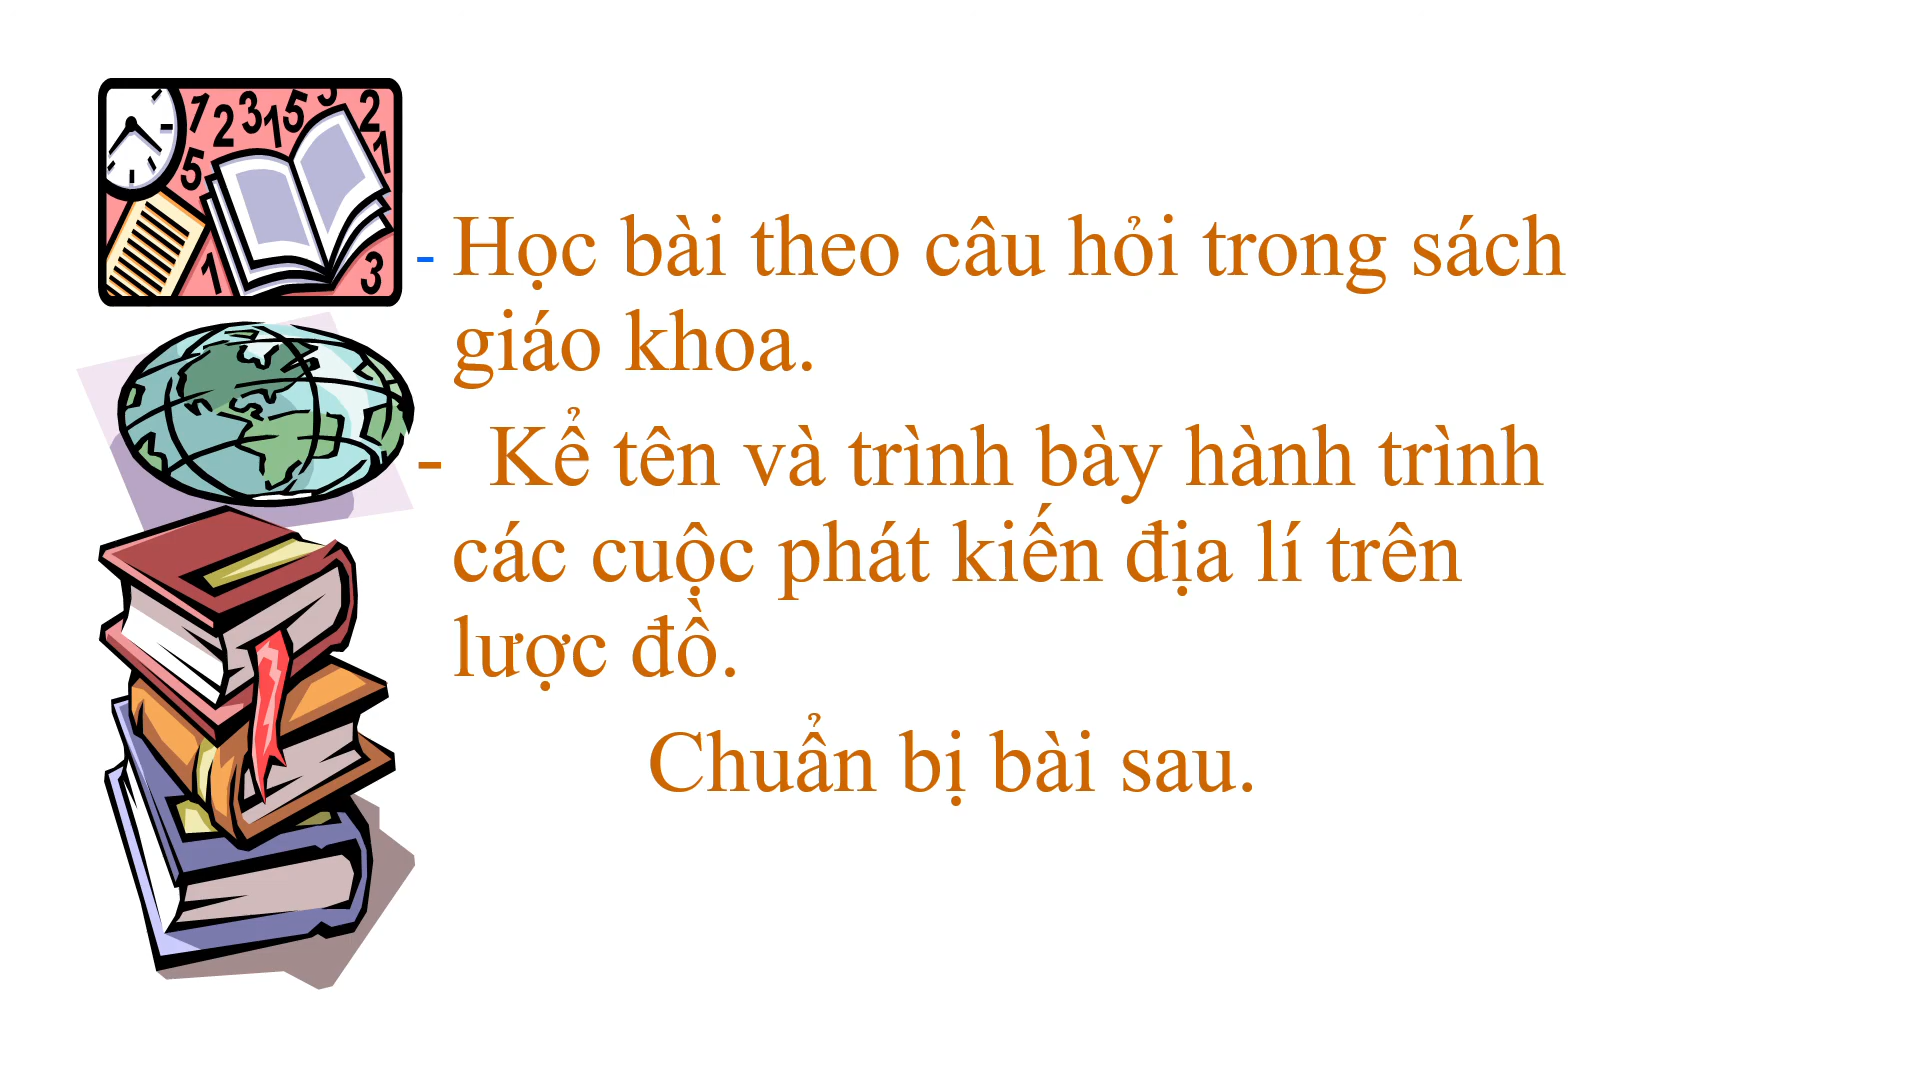 - Học bài theo câu hỏi trong sách
giáo khoa.
- Kể tên và trình bày hành trình
các cuộc phát kiến địa lí trên
lược đồ.
Chuẩn bị bài sau.